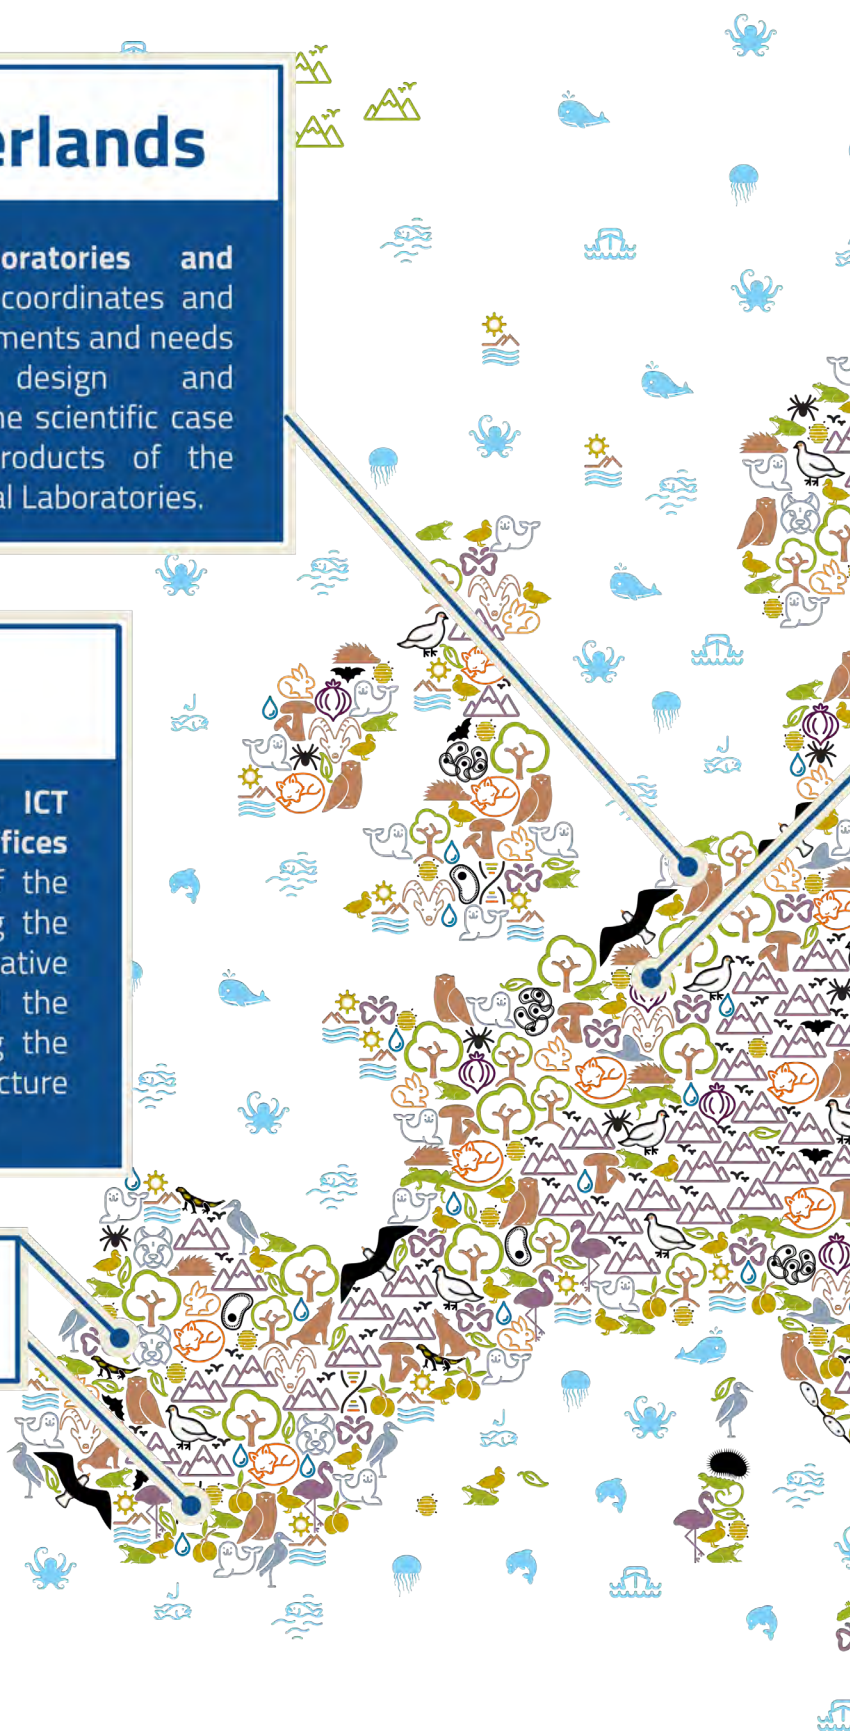 erlands
oratories and
coordinates and
ments and needs
design and
ne scientific case
roducts of the
al Laboratories.
ICT
fices
f the
g the
ative
the
g the
cture